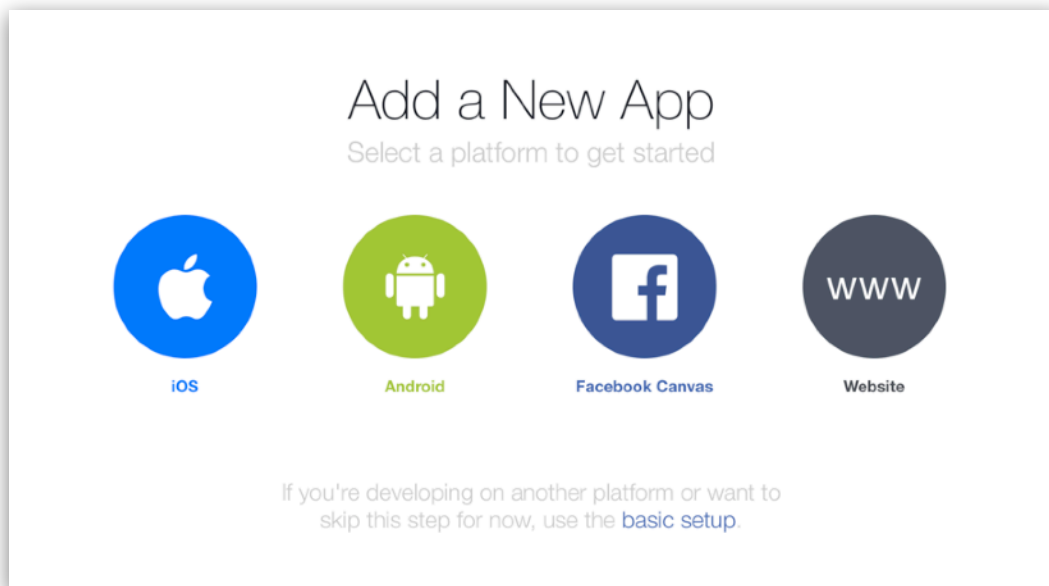 Add a New App
Select a platform to get started
www
iOS
Android
Facebook Canvas
Website
If you're developing on another platform or want to
skip this step for now, use the basic setup.